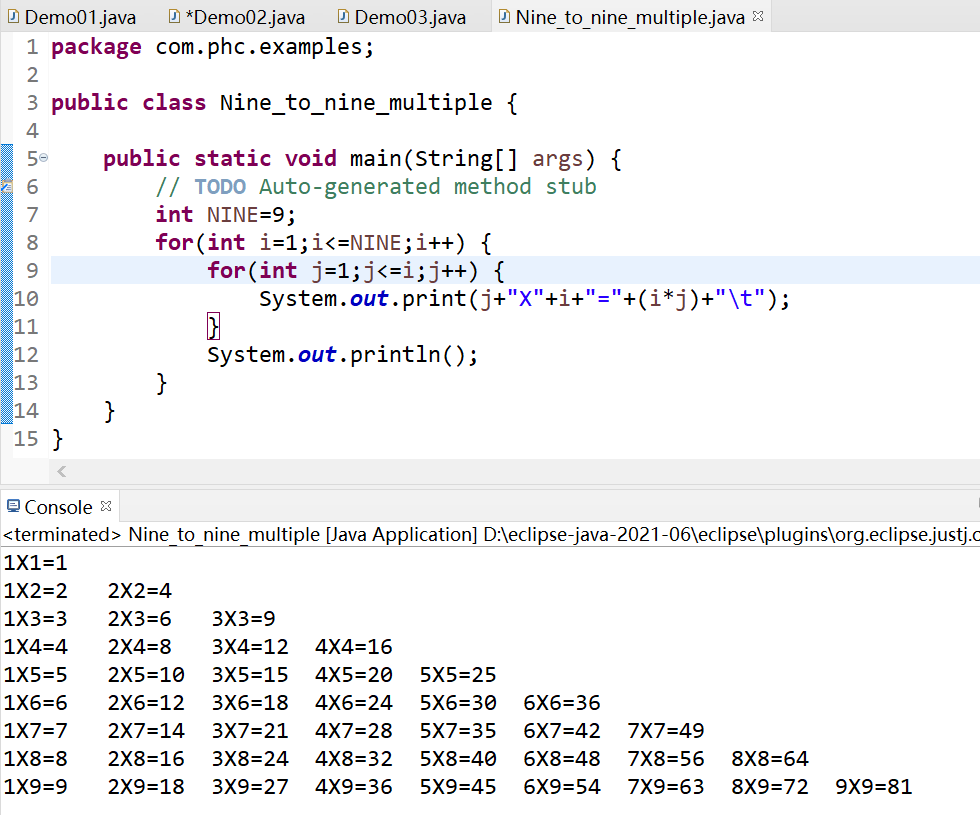 Demo01.java *Demo02.java Demo03.java Nine_to_nine_multiple.java
1 package com.phc.examples;
2
3 public class Nine_to_nine_multiple {
4
5 public static void main(String[] args) {
6 // TODO Auto-generated method stub
7 int NINE=9;
8 for(int i=1;i<=NINE;i++) {
9 for(int j=1;j<=i;j++) {
10 System.out.print(j+"X"+i+"="+(i*j)+"\t");
11 }
12 System.out.println();
13 }
14 }
15 }
Console
<terminated> Nine_to_nine_multiple [Java Application] D:\eclipse-java-2021-06\eclipse\plugins\org.eclipse.justj.o
1X1=1
1X2=2 2X2=4
1X3=3 2X3=6 3X3=9
1X4=4 2X4=8 3X4=12 4X4=16
1X5=5 2X5=10 3X5=15 4X5=20 5X5=25
1X6=6 2X6=12 3X6=18 4X6=24 5X6=30 6X6=36
1X7=7 2X7=14 3X7=21 4X7=28 5X7=35 6X7=42 7X7=49
1X8=8 2X8=16 3X8=24 4X8=32 5X8=40 6X8=48 7X8=56 8X8=64
1X9=9 2X9=18 3X9=27 4X9=36 5X9=45 6X9=54 7X9=63 8X9=72 9X9=81